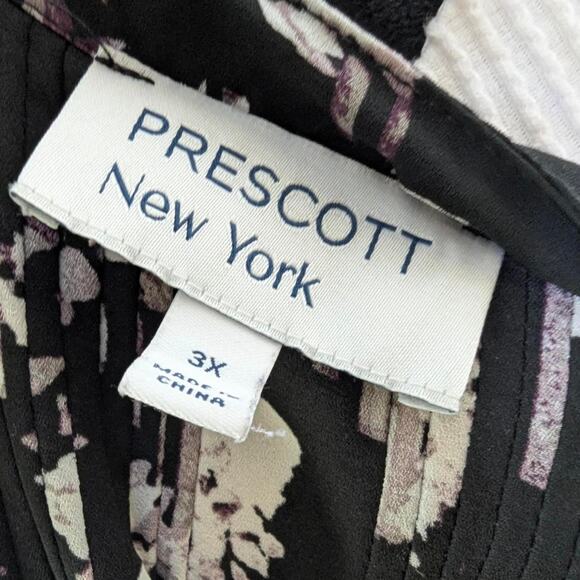 PRESCOTT
New York
3X
MADE IN
CHINA